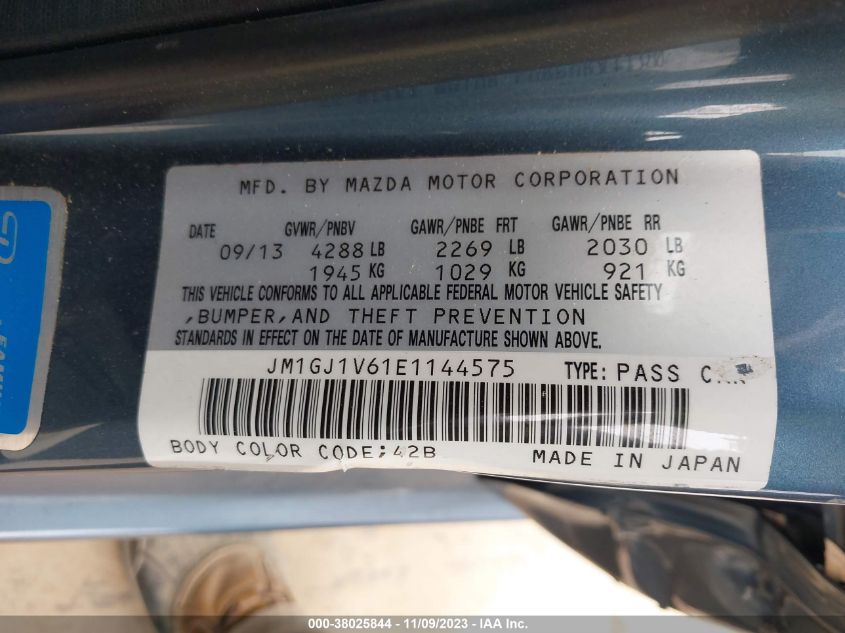 MFD. BY MAZDA MOTOR CORPORATION
DATE GVWR/PNBV GAWR/PNBE FRT GAWR/PNBE RR
09/13 4288 LB 2269 LB 2030 LB
1945 KG 1029 KG 921 KG
THIS VEHICLE CONFORMS TO ALL APPLICABLE FEDERAL MOTOR VEHICLE SAFETY
,BUMPER,AND THEFT PREVENTION
STANDARDS IN EFFECT ON THE DATE OF MANUFACTURE SHOWN ABOVE.
JM1GJ1V61E1144575 TYPE: PASS
BODY COLOR CODE:42B MADE IN JAPAN
000-38025844 - 11/09/2023 - IAA Inc.